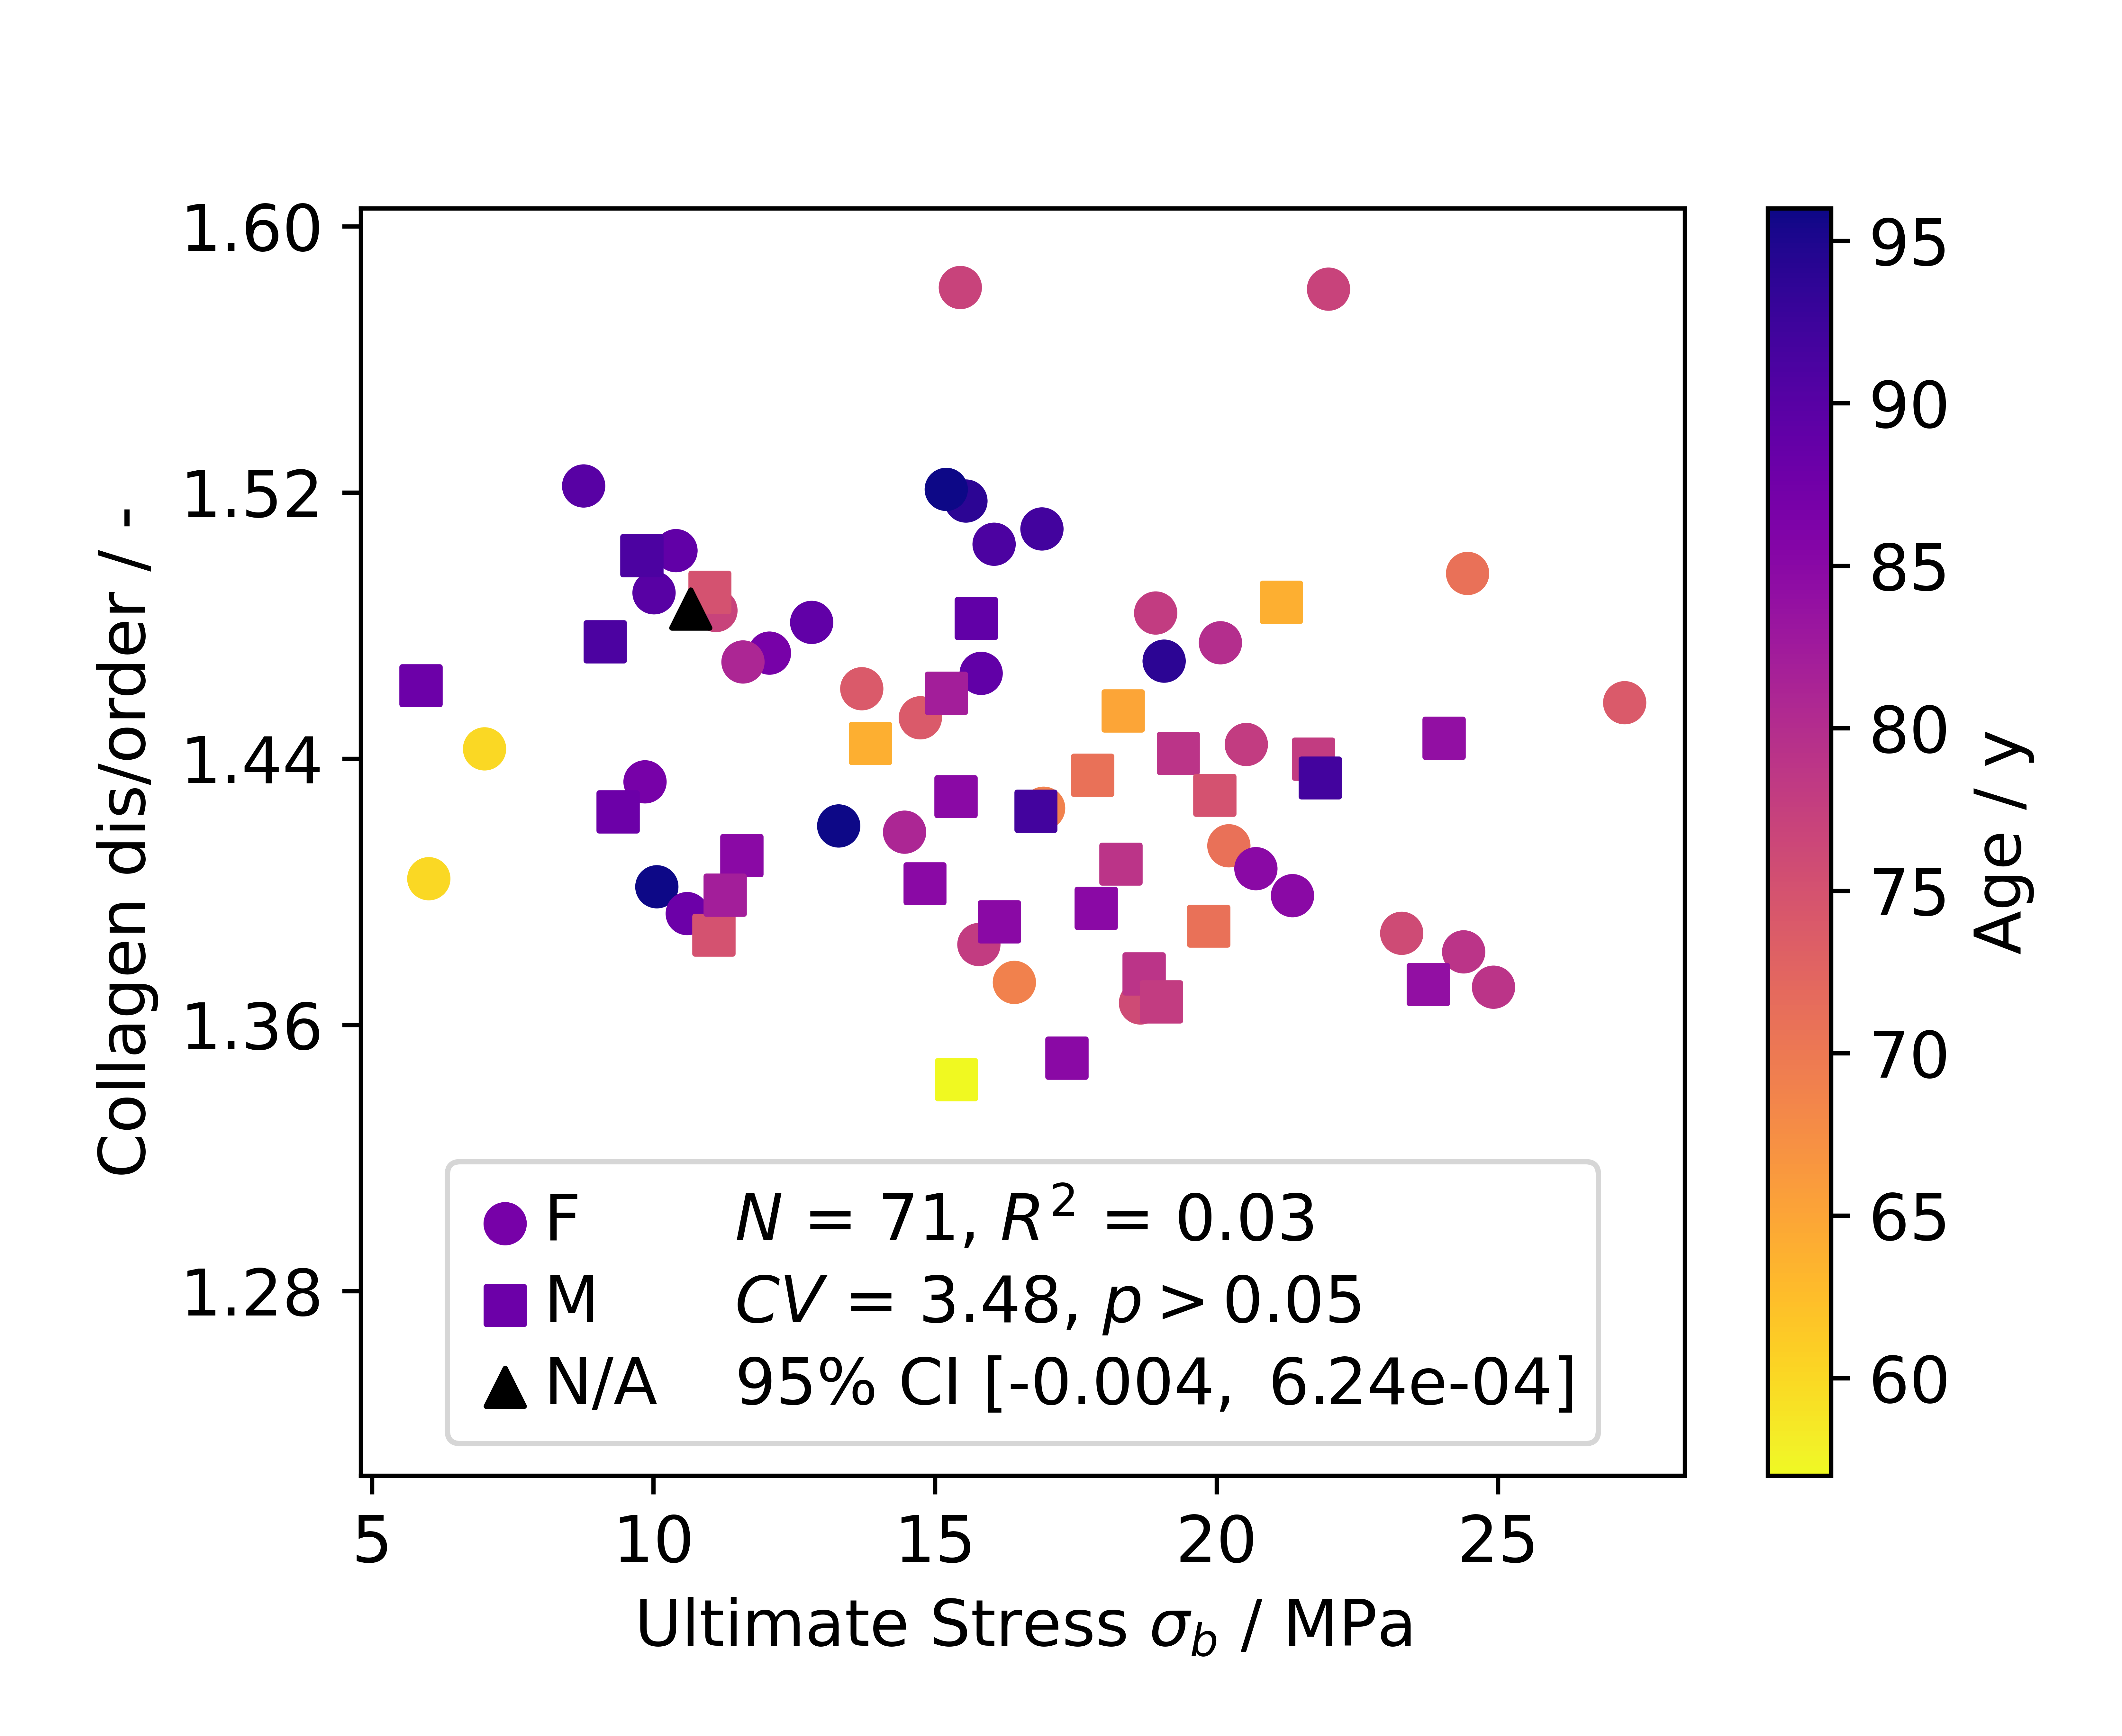 1.60
1.52
1.44
1.36
1.28
Collagen dis/order / -
F N = 71, R² = 0.03
M CV = 3.48, p > 0.05
N/A 95% CI [-0.004, 6.24e-04]
5 10 15 20 25
Ultimate Stress σ_b / MPa
95
90
85
80
75
70
65
60
Age / y